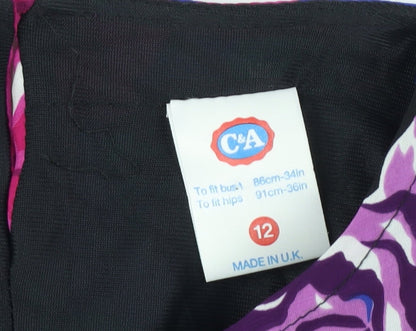 C&A
To fit bust 86cm-34in
To fit hips 91cm-36in
12
MADE IN U.K.